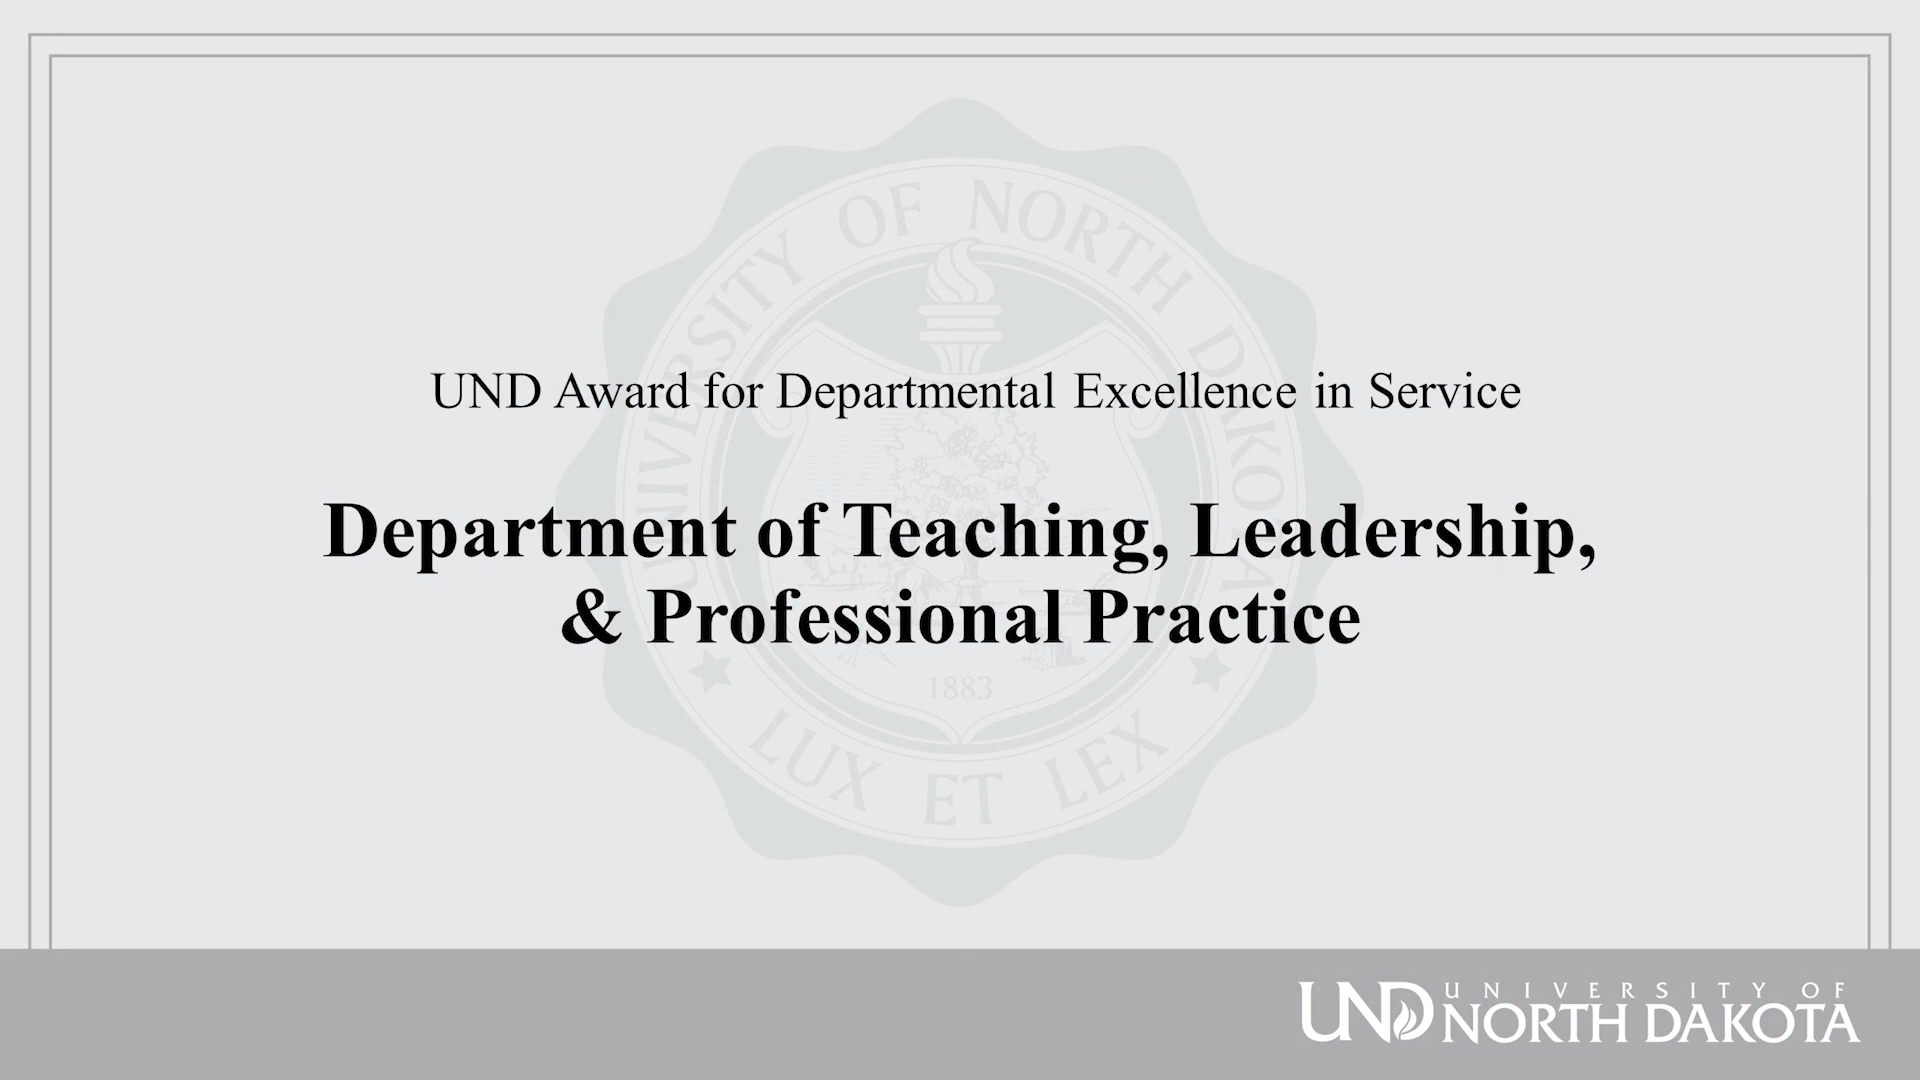 UNIVERSITY OF NORTH DAKOTA
UND Award for Departmental Excellence in Service
Department of Teaching, Leadership,
& Professional Practice
1883
LUX ET LEX
UND UNIVERSITY OF
NORTH DAKOTA